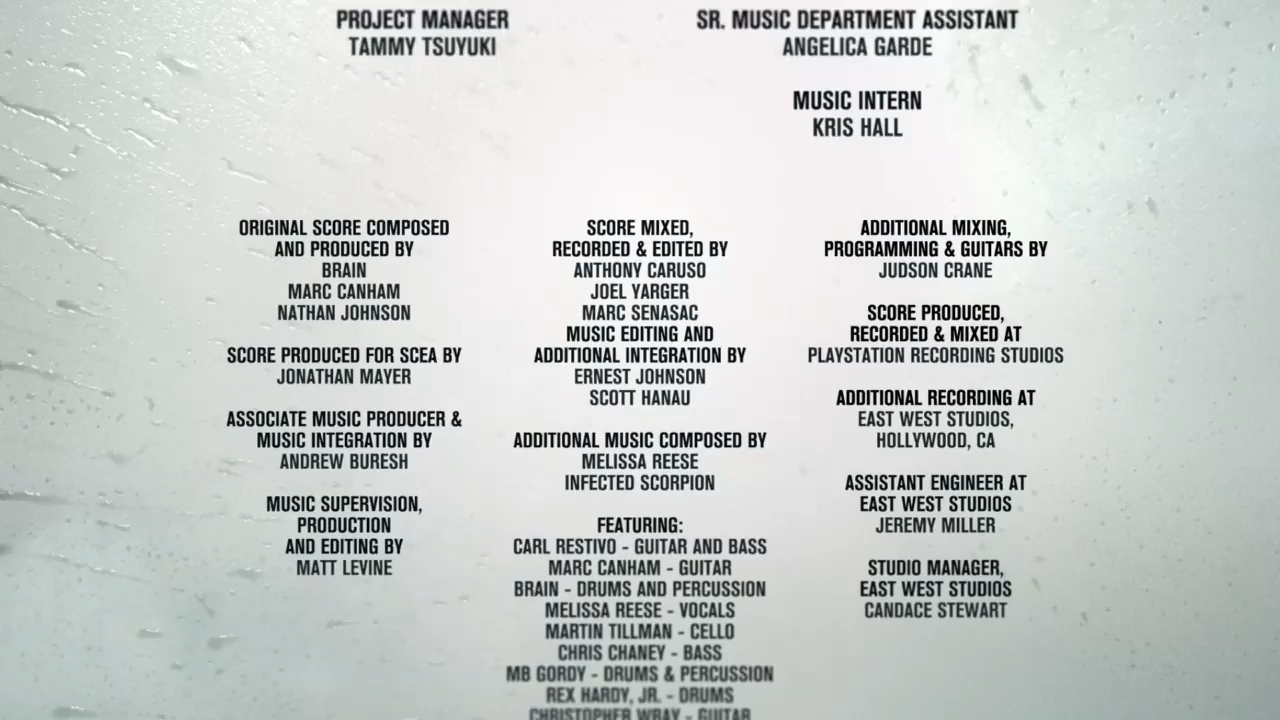 PROJECT MANAGER
TAMMY TSUYUKI
SR. MUSIC DEPARTMENT ASSISTANT
ANGELICA GARDE
MUSIC INTERN
KRIS HALL
ORIGINAL SCORE COMPOSED
AND PRODUCED BY
BRAIN
MARC CANHAM
NATHAN JOHNSON
SCORE PRODUCED FOR SCEA BY
JONATHAN MAYER
ASSOCIATE MUSIC PRODUCER &
MUSIC INTEGRATION BY
ANDREW BURESH
MUSIC SUPERVISION,
PRODUCTION
AND EDITING BY
MATT LEVINE
SCORE MIXED,
RECORDED & EDITED BY
ANTHONY CARUSO
JOEL YARGER
MARC SENASAC
MUSIC EDITING AND
ADDITIONAL INTEGRATION BY
ERNEST JOHNSON
SCOTT HANAU
ADDITIONAL MUSIC COMPOSED BY
MELISSA REESE
INFECTED SCORPION
FEATURING:
CARL RESTIVO - GUITAR AND BASS
MARC CANHAM - GUITAR
BRAIN - DRUMS AND PERCUSSION
MELISSA REESE - VOCALS
MARTIN TILLMAN - CELLO
CHRIS CHANEY - BASS
MB GORDY - DRUMS & PERCUSSION
REX HARDY, JR. - DRUMS
CHRISTOPHER WRAY - GUITAR
ADDITIONAL MIXING,
PROGRAMMING & GUITARS BY
JUDSON CRANE
SCORE PRODUCED,
RECORDED & MIXED AT
PLAYSTATION RECORDING STUDIOS
ADDITIONAL RECORDING AT
EAST WEST STUDIOS,
HOLLYWOOD, CA
ASSISTANT ENGINEER AT
EAST WEST STUDIOS
JEREMY MILLER
STUDIO MANAGER,
EAST WEST STUDIOS
CANDACE STEWART